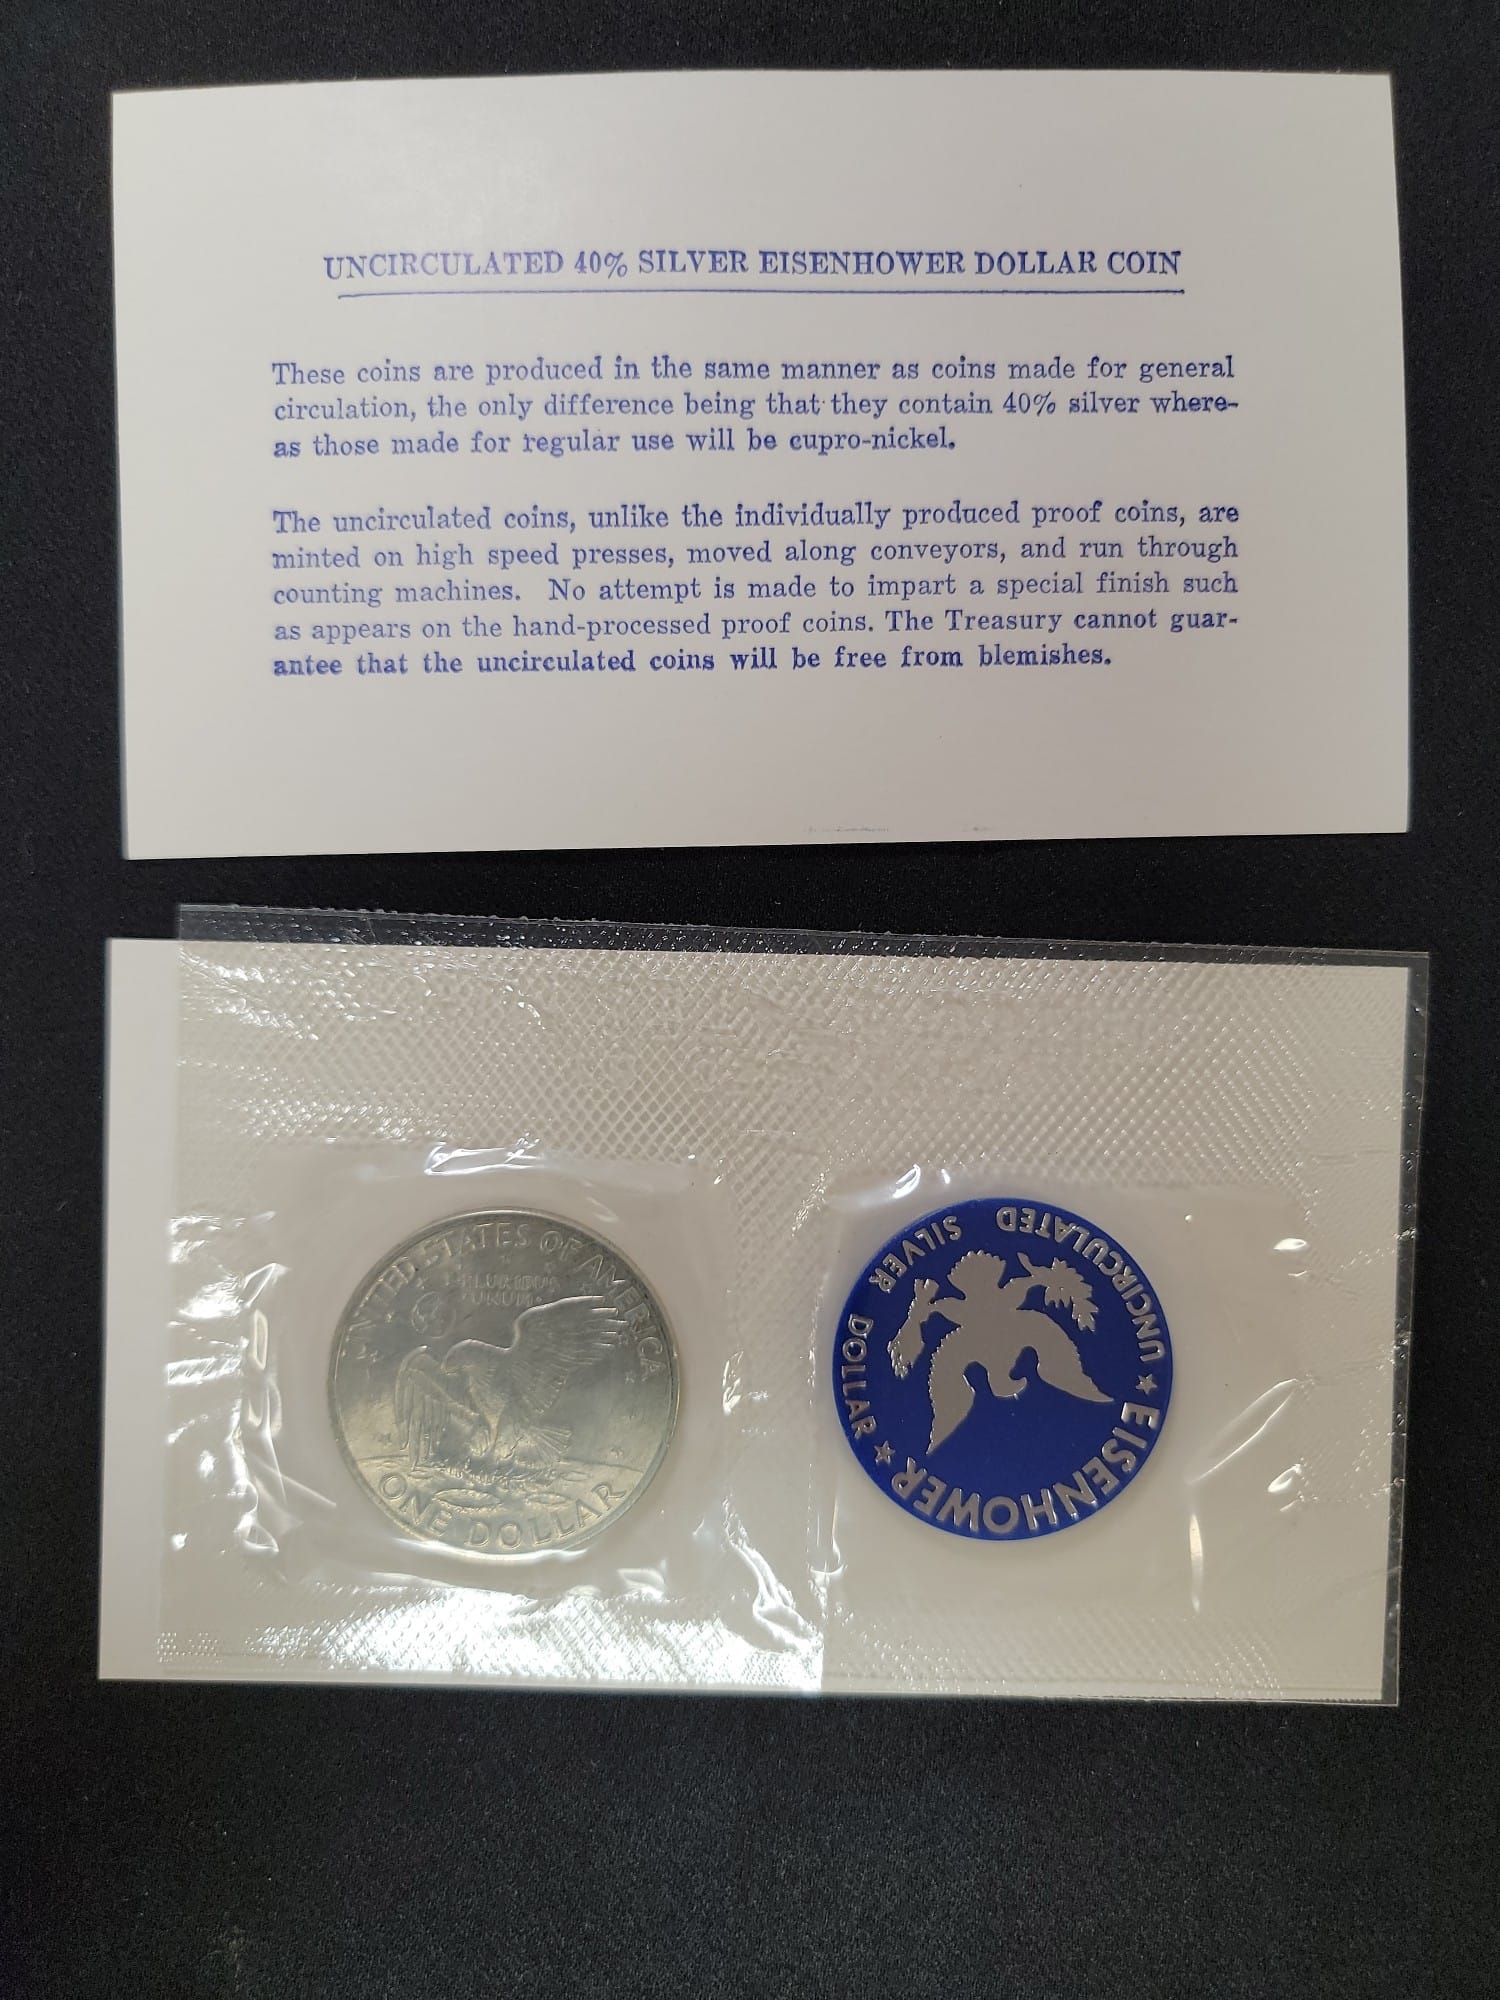 UNCIRCULATED 40% SILVER EISENHOWER DOLLAR COIN
These coins are produced in the same manner as coins made for general
circulation, the only difference being that they contain 40% silver where-
as those made for regular use will be cupro-nickel.
The uncirculated coins, unlike the individually produced proof coins, are
minted on high speed presses, moved along conveyors, and run through
counting machines. No attempt is made to impart a special finish such
as appears on the hand-processed proof coins. The Treasury cannot guar-
antee that the uncirculated coins will be free from blemishes.
UNITED STATES OF AMERICA
E PLURIBUS
UNUM
ONE DOLLAR
EISENHOWER
UNCIRCULATED SILVER DOLLAR